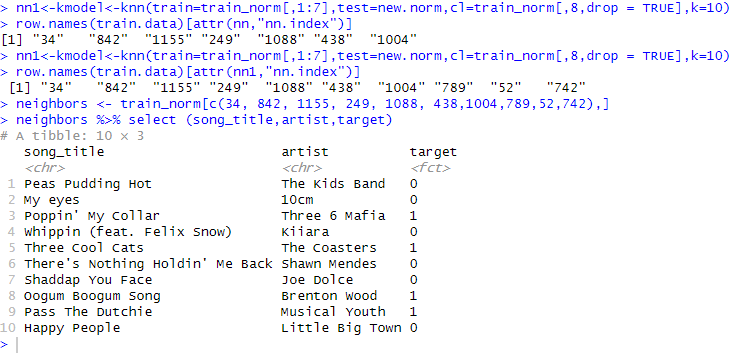 > nn1<-kmodel<-knn(train=train_norm[,1:7],test=new.norm,cl=train_norm[,8,drop = TRUE],k=10)
> row.names(train.data)[attr(nn,"nn.index")]
[1] "34"   "842"  "1155" "249"  "1088" "438"  "1004"
> nn1<-kmodel<-knn(train=train_norm[,1:7],test=new.norm,cl=train_norm[,8,drop = TRUE],k=10)
> row.names(train.data)[attr(nn1,"nn.index")]
 [1] "34"   "842"  "1155" "249"  "1088" "438"  "1004" "789"  "52"   "742"
> neighbors <- train_norm[c(34, 842, 1155, 249, 1088, 438,1004,789,52,742),]
> neighbors %>% select (song_title,artist,target)
# A tibble: 10 × 3
   song_title                     artist           target
   <chr>                          <chr>            <fct>
 1 Peas Pudding Hot               The Kids Band    0
 2 My eyes                        10cm             0
 3 Poppin' My Collar              Three 6 Mafia    1
 4 Whippin (feat. Felix Snow)     Kiiara           0
 5 Three Cool Cats                The Coasters     1
 6 There's Nothing Holdin' Me Back Shawn Mendes    0
 7 Shaddap You Face               Joe Dolce        0
 8 Oogum Boogum Song              Brenton Wood     1
 9 Pass The Dutchie               Musical Youth    1
10 Happy People                   Little Big Town  0
>